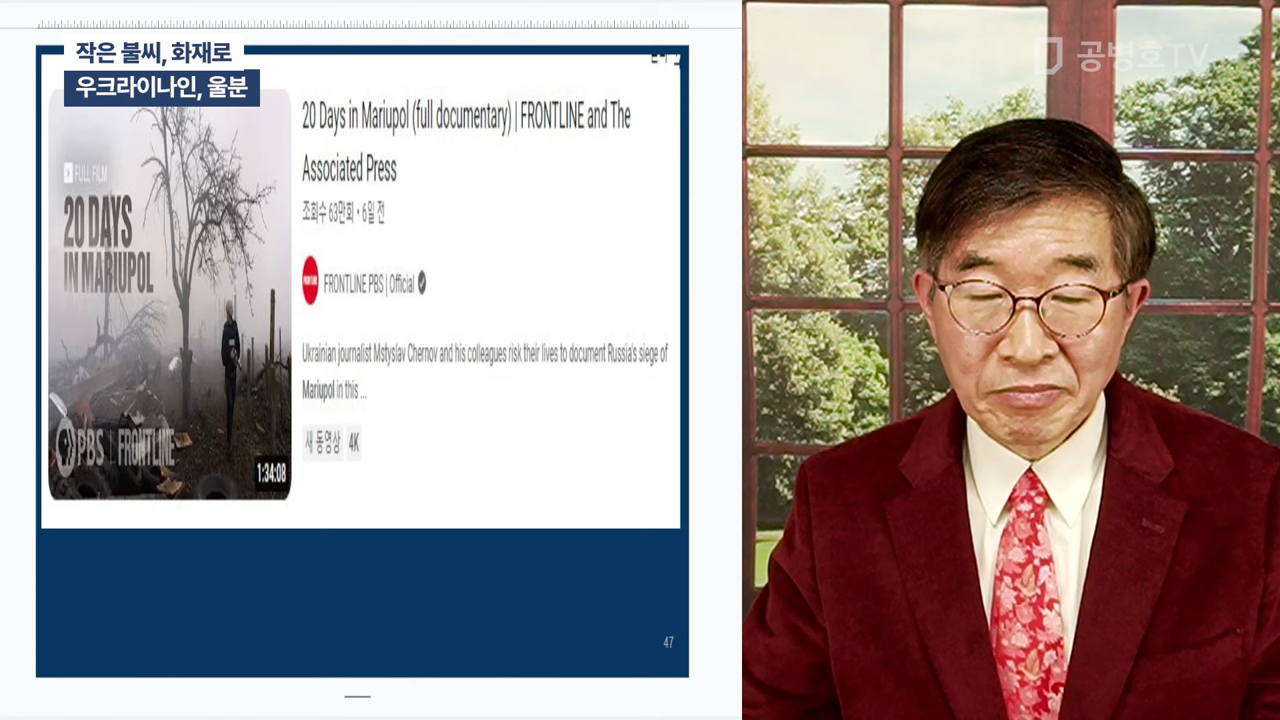 작은 불씨, 화재로
우크라이나인, 울분
공병호TV
FULL FILM
20 DAYS
IN MARIUPOL
PBS FRONTLINE
1:34:08
20 Days in Mariupol (full documentary) | FRONTLINE and The
Associated Press
조회수 63만회 • 6일 전
FRONTLINE PBS | Official
Ukrainian journalist Mstyslav Chernov and his colleagues risk their lives to document Russia's siege of
Mariupol in this ...
새 동영상 4K
47